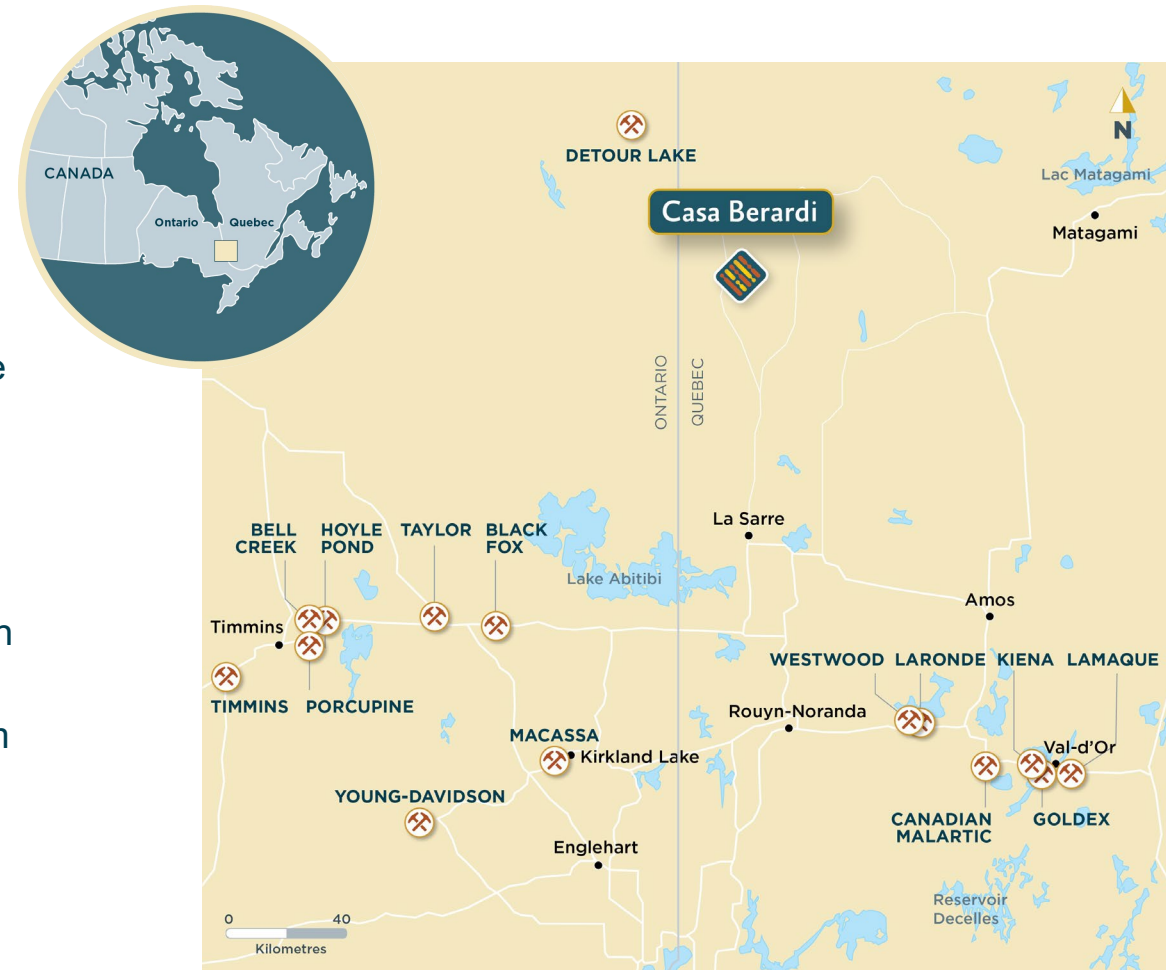 CANADA
Ontario
Quebec
N
DETOUR LAKE
Casa Berardi
Lac Matagami
Matagami
ONTARIO
QUEBEC
e
BELL
CREEK
HOYLE
POND
TAYLOR
BLACK
FOX
La Sarre
Lake Abitibi
Amos
Timmins
n
TIMMINS
PORCUPINE
WESTWOOD
LARONDE
KIENA
LAMAQUE
Rouyn-Noranda
MACASSA
Kirkland Lake
Val-d'Or
n
YOUNG-DAVIDSON
CANADIAN
MALARTIC
GOLDEX
Englehart
Reservoir
Decelles
0 40
Kilometres